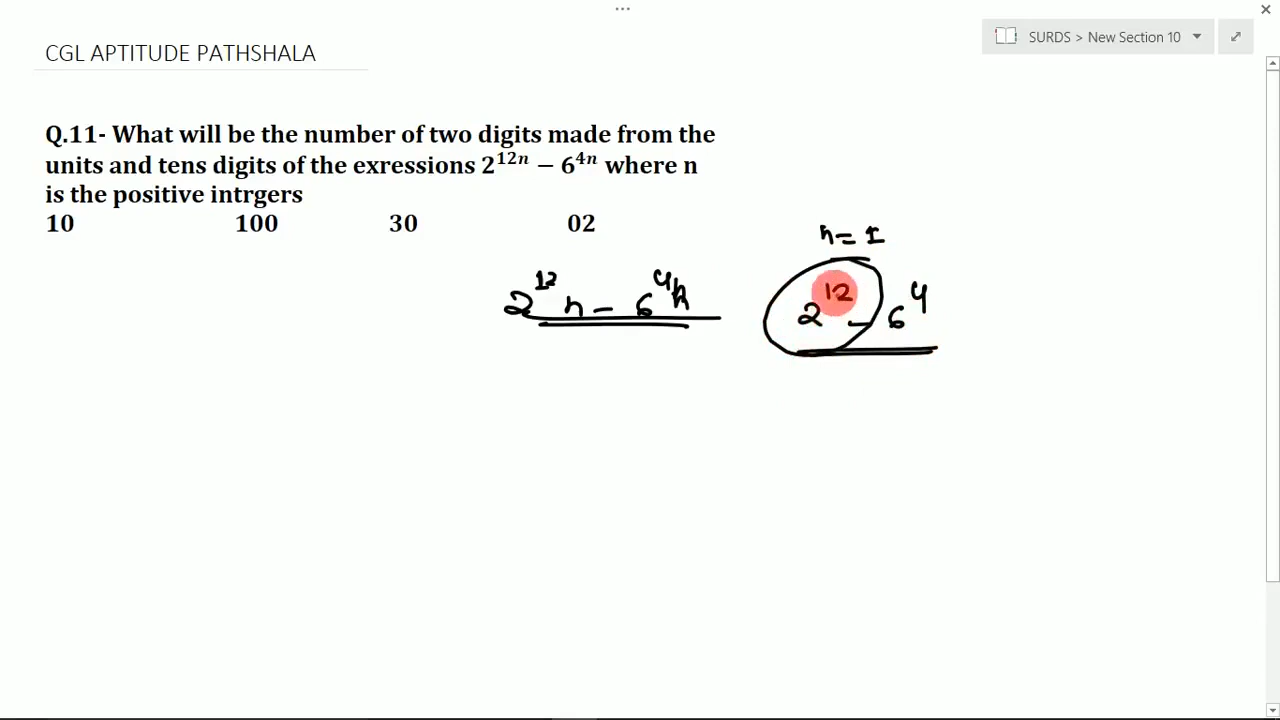 SURDS > New Section 10
CGL APTITUDE PATHSHALA
Q.11- What will be the number of two digits made from the
units and tens digits of the exressions 2^{12n} − 6^{4n} where n
is the positive intrgers
10 100 30 02
n = 1
2^{12} n − 6^{4n}
2^{12} − 6^{4}